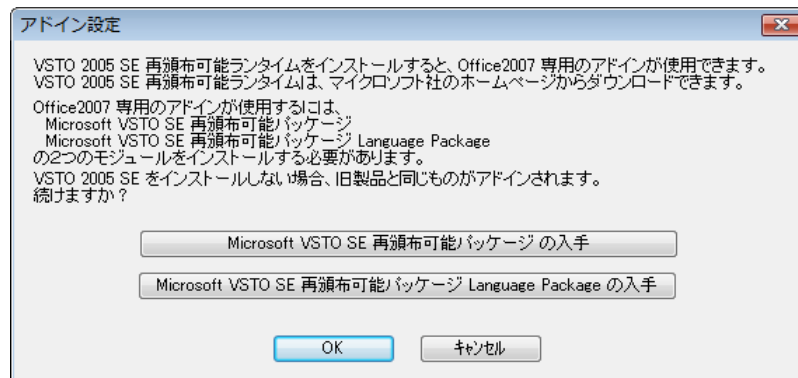 アドイン設定
VSTO 2005 SE 再頒布可能ランタイムをインストールすると、Office2007 専用のアドインが使用できます。
VSTO 2005 SE 再頒布可能ランタイムは、マイクロソフト社のホームページからダウンロードできます。
Office2007 専用のアドインが使用するには、
Microsoft VSTO SE 再頒布可能パッケージ
Microsoft VSTO SE 再頒布可能パッケージ Language Package
の2つのモジュールをインストールする必要があります。
VSTO 2005 SE をインストールしない場合、旧製品と同じものがアドインされます。
続けますか？
Microsoft VSTO SE 再頒布可能パッケージ の入手
Microsoft VSTO SE 再頒布可能パッケージ Language Package の入手
OK
キャンセル